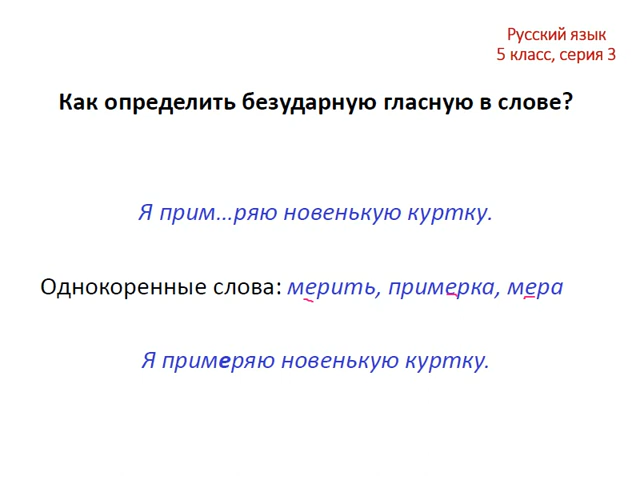 Русский язык
5 класс, серия 3
Как определить безударную гласную в слове?
Я прим...ряю новенькую куртку.
Однокоренные слова: мерить, примерка, мера
Я примеряю новенькую куртку.